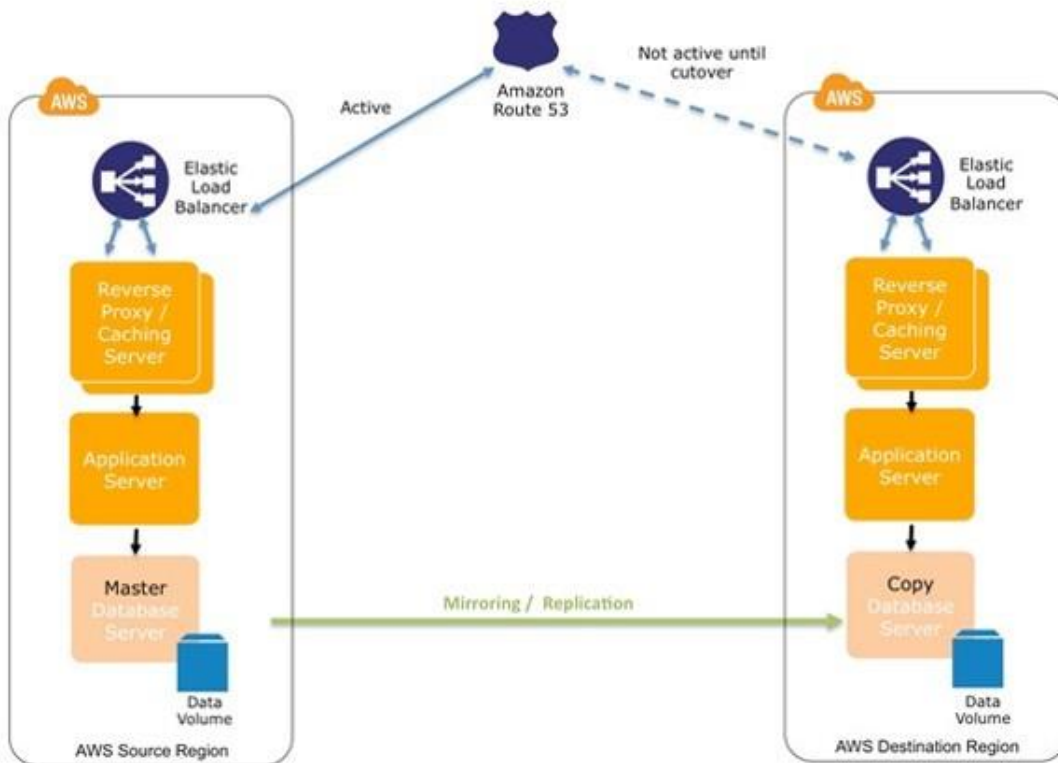 Amazon
Route 53
Active
Not active until
cutover
AWS
Elastic
Load
Balancer
Reverse
Proxy /
Caching
Server
Application
Server
Master
Database
Server
Data
Volume
AWS Source Region
Mirroring / Replication
AWS
Elastic
Load
Balancer
Reverse
Proxy /
Caching
Server
Application
Server
Copy
Database
Server
Data
Volume
AWS Destination Region